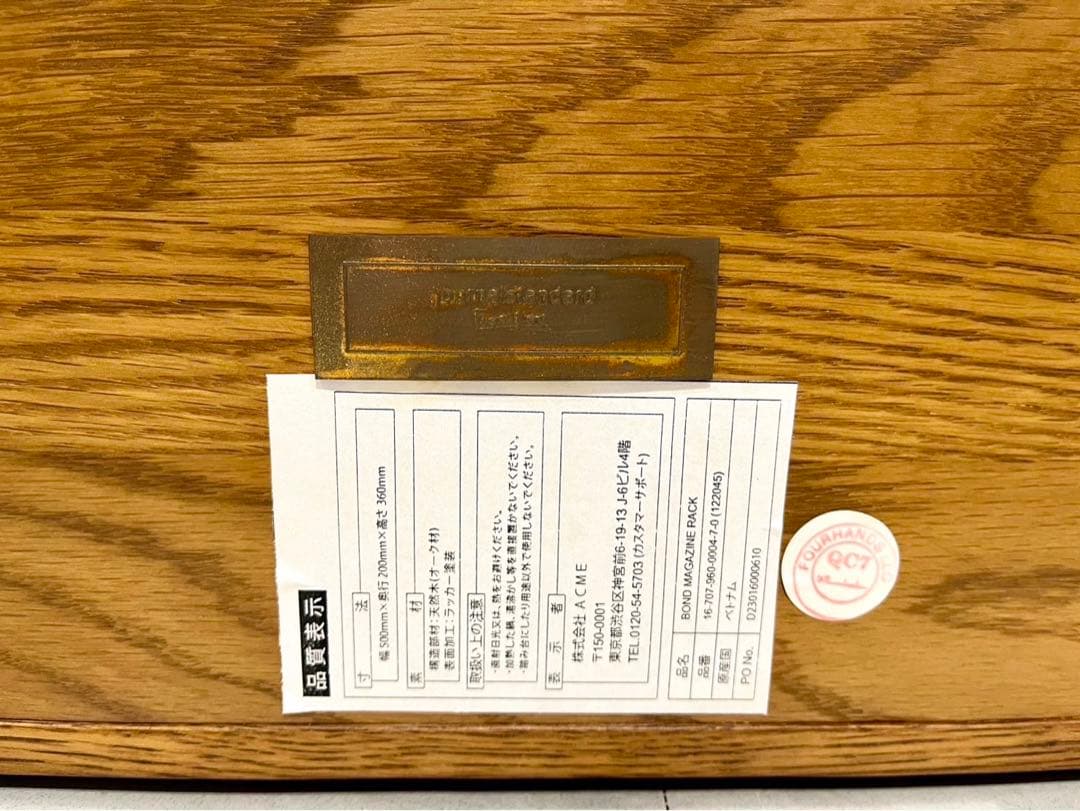 journal standard
Furniture
品質表示
寸 法
幅 500mm×奥行 200mm×高さ 360mm
素 材
構造部材:天然木(オーク材)
表面加工:ラッカー塗装
取扱い上の注意
・直射日光又は、熱をお避けください。
・加熱した鍋、湯沸かし等を直接置かないでください。
・踏み台にしたり用途以外で使用しないでください。
表 示 者
株式会社 ACME
〒150-0001
東京都渋谷区神宮前6-19-13 J-6ビル4階
TEL.0120-54-5703 (カスタマーサポート)
品名 BOND MAGAZINE RACK
品番 16-707-960-0004-7-0 (122045)
原産国 ベトナム
PO No. D23016000610
FOURHANDS
QC7